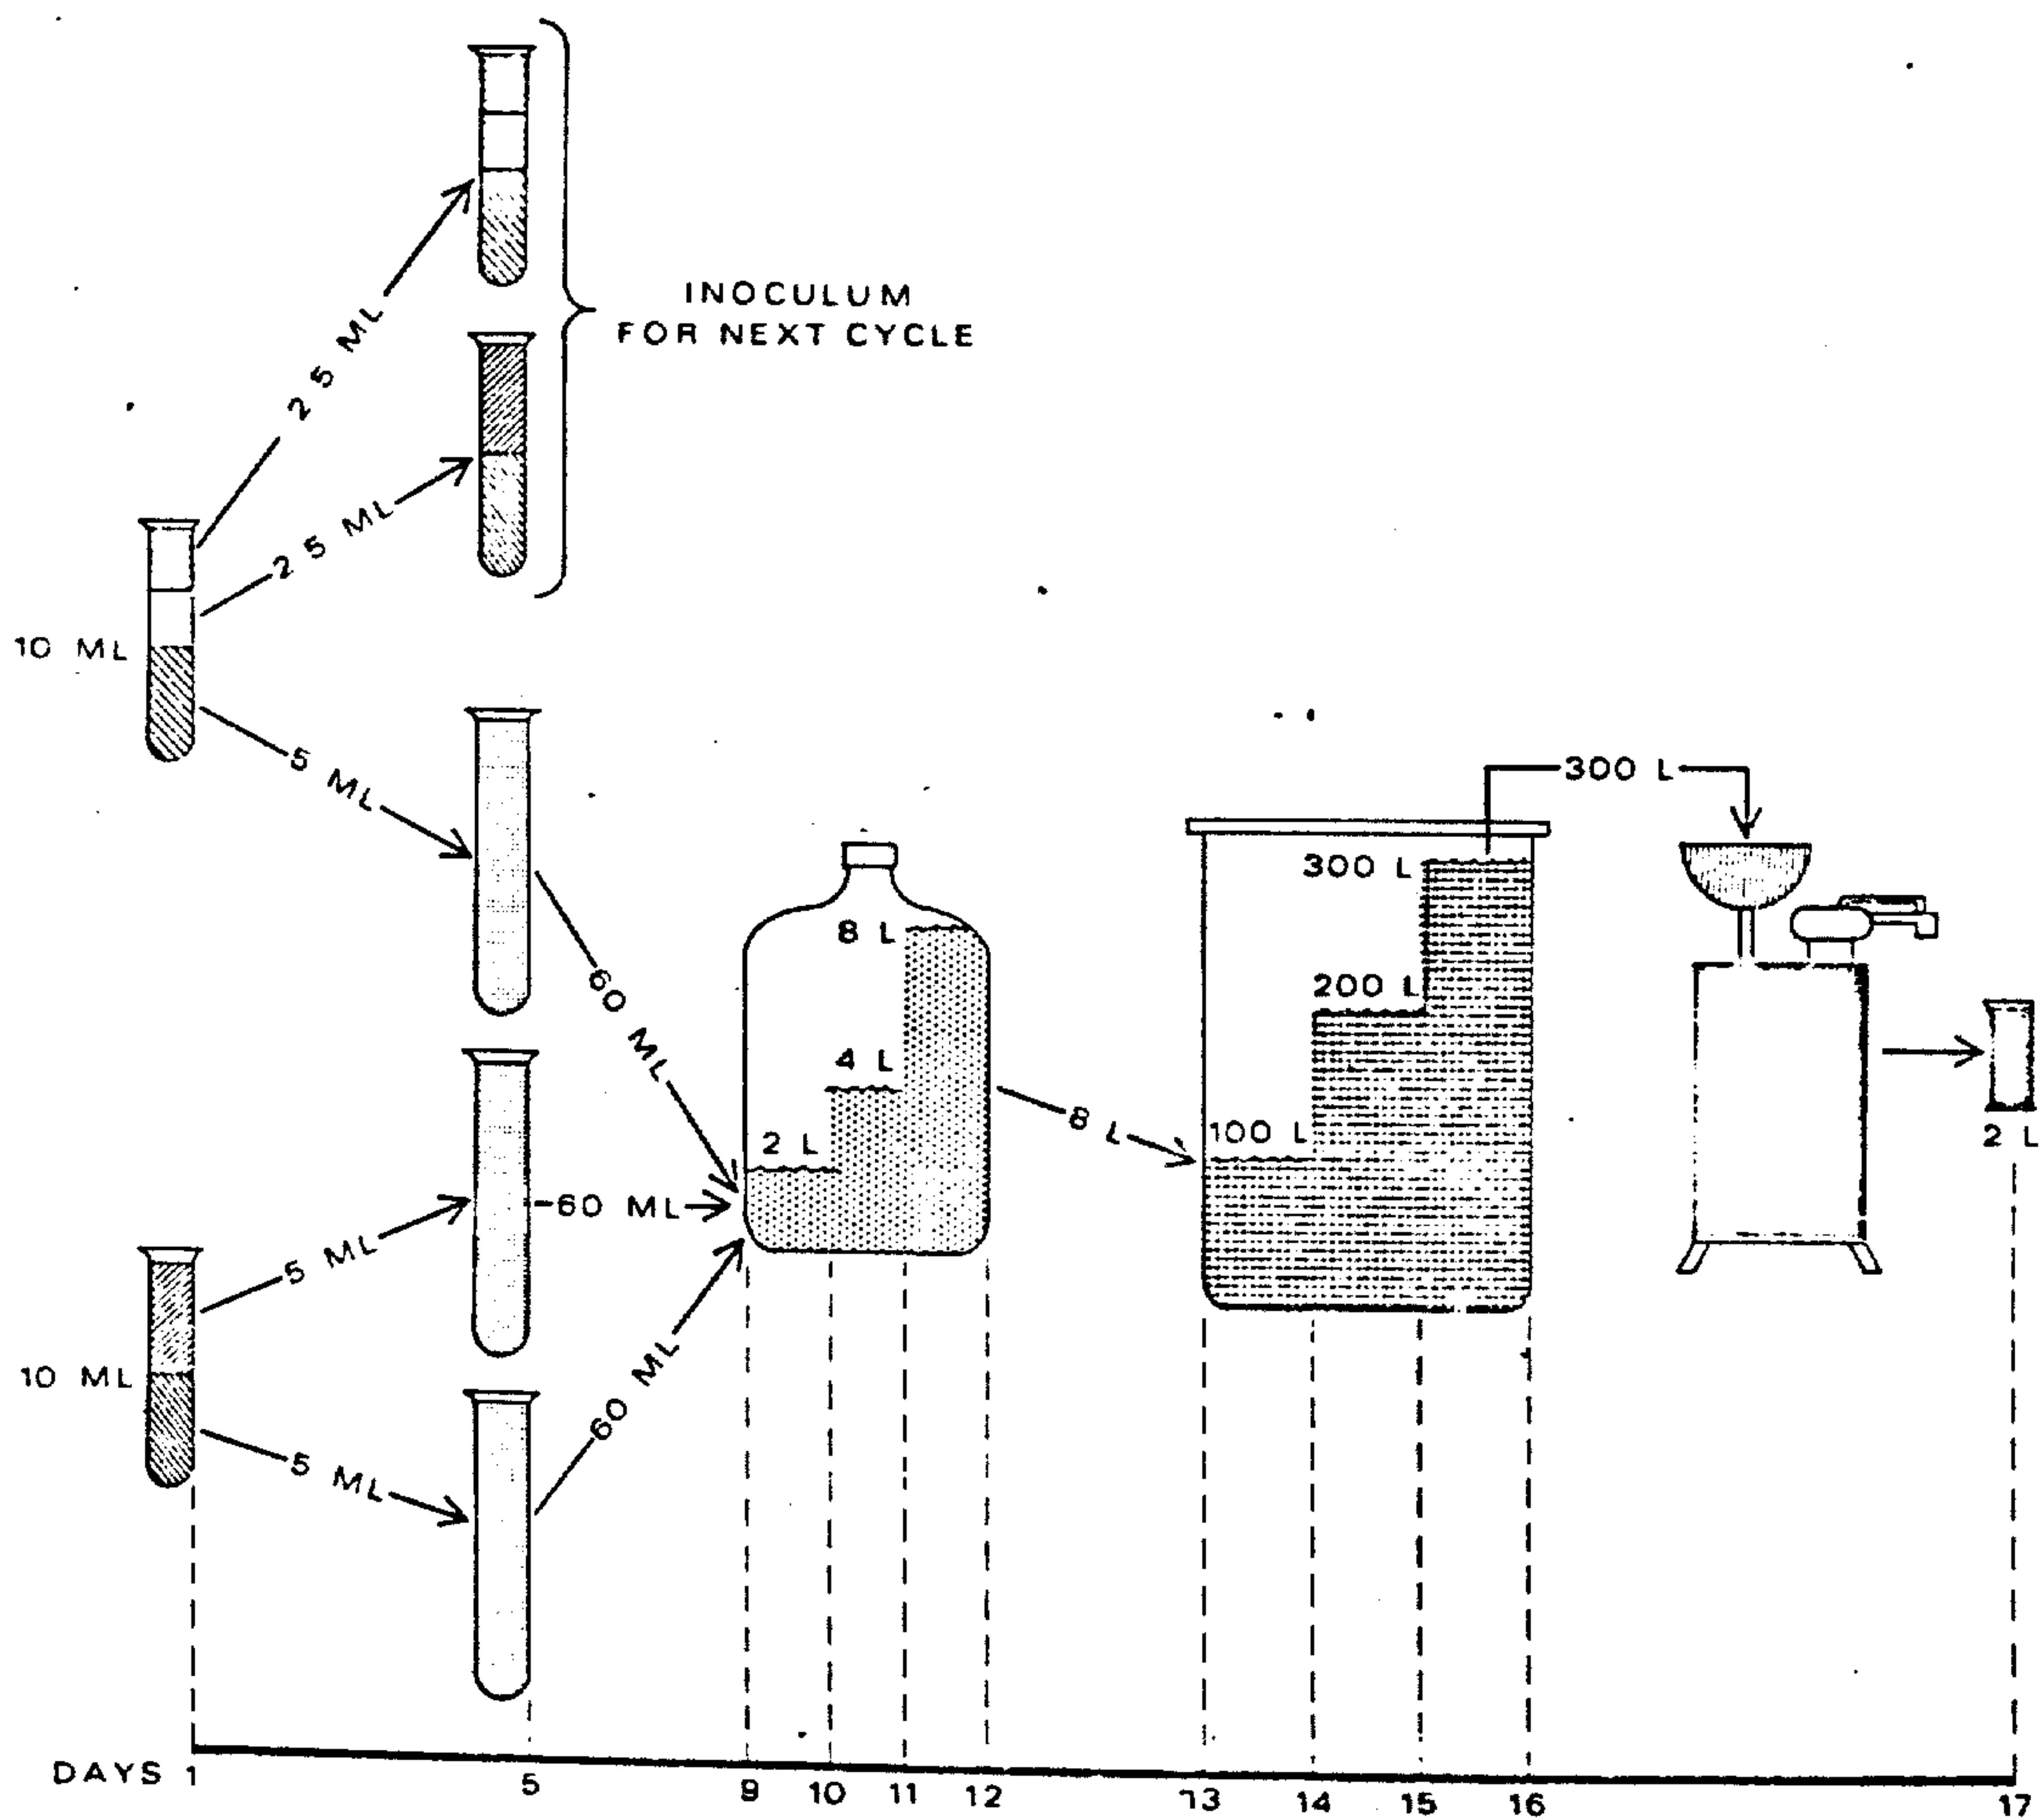 INOCULUM
FOR NEXT CYCLE
2 5 ML
2 5 ML
10 ML
5 ML
60 ML
5 ML
60 ML
10 ML
5 ML
60 ML
8 L
4 L
2 L
8 L
300 L
300 L
200 L
100 L
2 L
DAYS 1 5 9 10 11 12 13 14 15 16 17